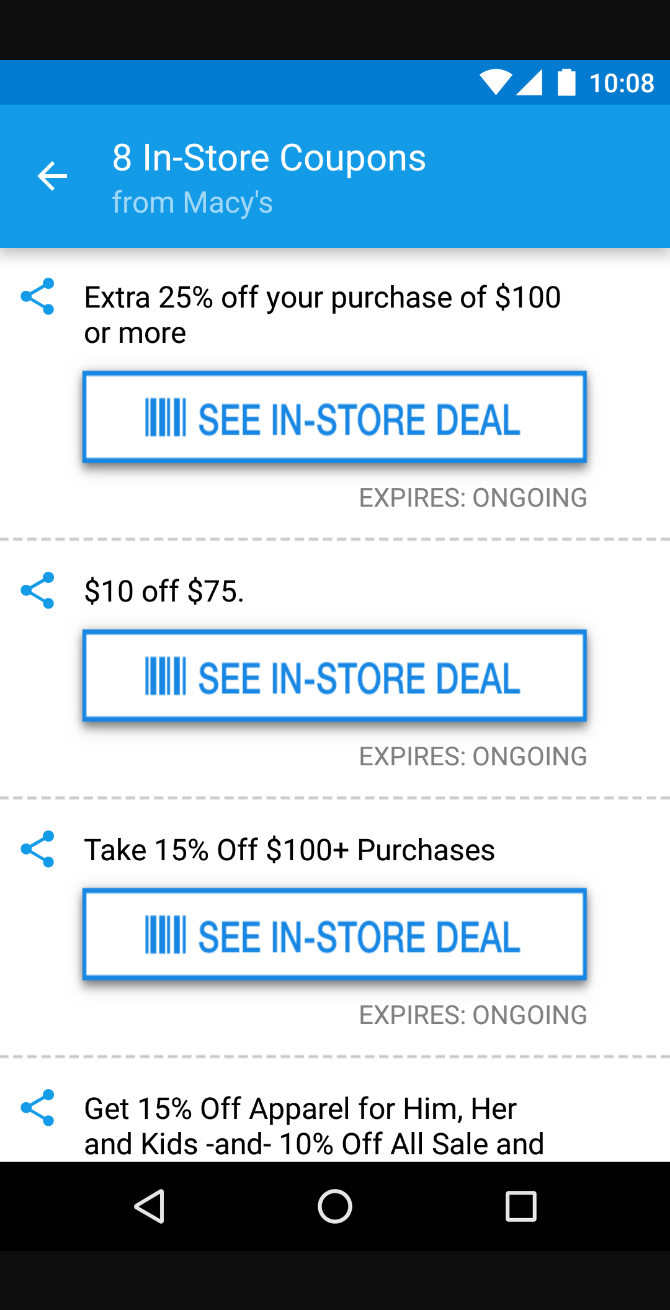 10:08
8 In-Store Coupons
from Macy's
Extra 25% off your purchase of $100
or more
SEE IN-STORE DEAL
EXPIRES: ONGOING
$10 off $75.
SEE IN-STORE DEAL
EXPIRES: ONGOING
Take 15% Off $100+ Purchases
SEE IN-STORE DEAL
EXPIRES: ONGOING
Get 15% Off Apparel for Him, Her
and Kids -and- 10% Off All Sale and